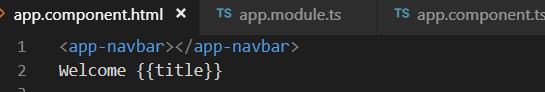 app.component.html × TS app.module.ts TS app.component.ts
1 <app-navbar></app-navbar>
2 Welcome {{title}}